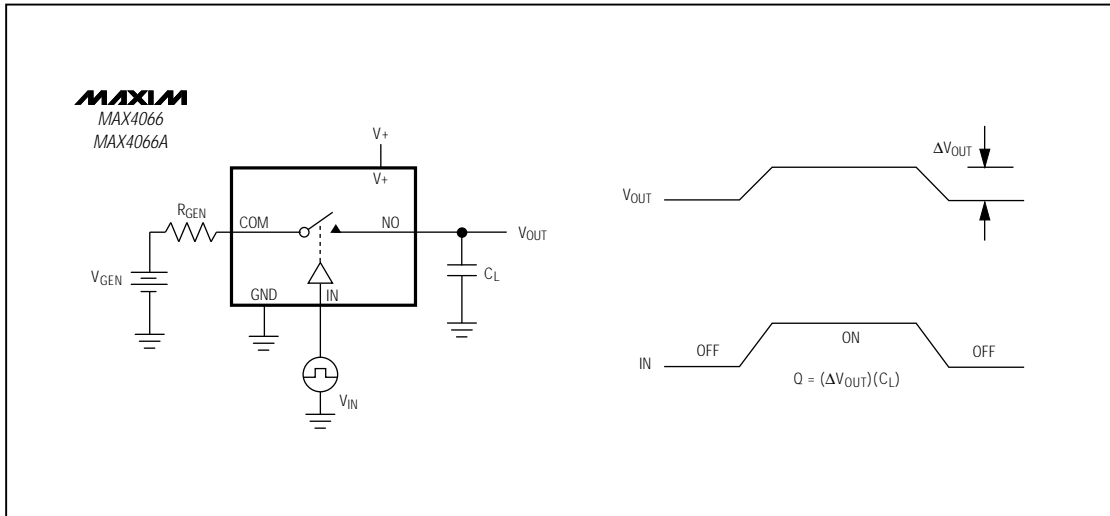 MAXIM
MAX4066
MAX4066A
V+
V+
RGEN
COM
NO
VOUT
VGEN
CL
GND
IN
VIN
ΔVOUT
VOUT
IN
OFF
ON
OFF
Q = (ΔVOUT)(CL)